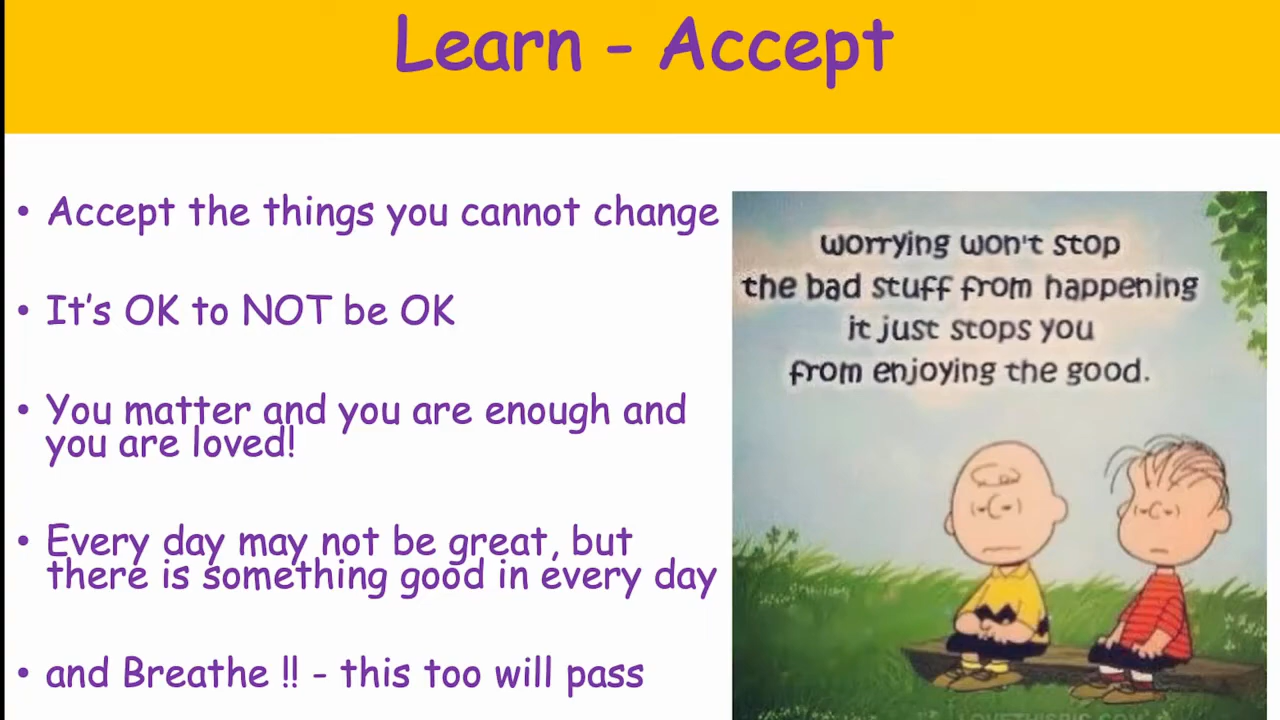 Learn - Accept
• Accept the things you cannot change
• It's OK to NOT be OK
• You matter and you are enough and
you are loved!
• Every day may not be great, but
there is something good in every day
• and Breathe !! - this too will pass
worrying won't stop
the bad stuff from happening
it just stops you
from enjoying the good.